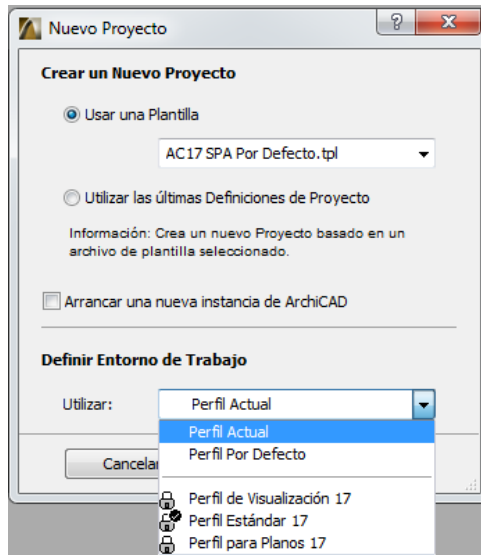 Nuevo Proyecto
Crear un Nuevo Proyecto
Usar una Plantilla
AC17 SPA Por Defecto.tpl
Utilizar las últimas Definiciones de Proyecto
Información: Crea un nuevo Proyecto basado en un
archivo de plantilla seleccionado.
Arrancar una nueva instancia de ArchiCAD
Definir Entorno de Trabajo
Utilizar: Perfil Actual
Perfil Actual
Perfil Por Defecto
Cancelar
Perfil de Visualización 17
Perfil Estándar 17
Perfil para Planos 17